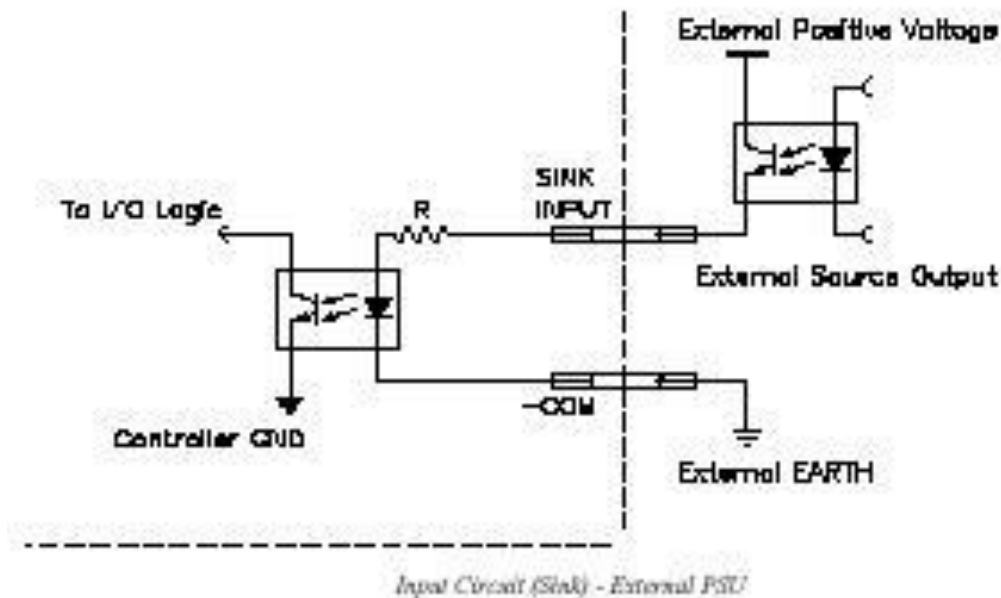 External Positive Voltage
SINK
INPUT
To I/O Logic
R
External Source Output
-COM
Controller GND
External EARTH
Input Circuit (Sink) - External PSU